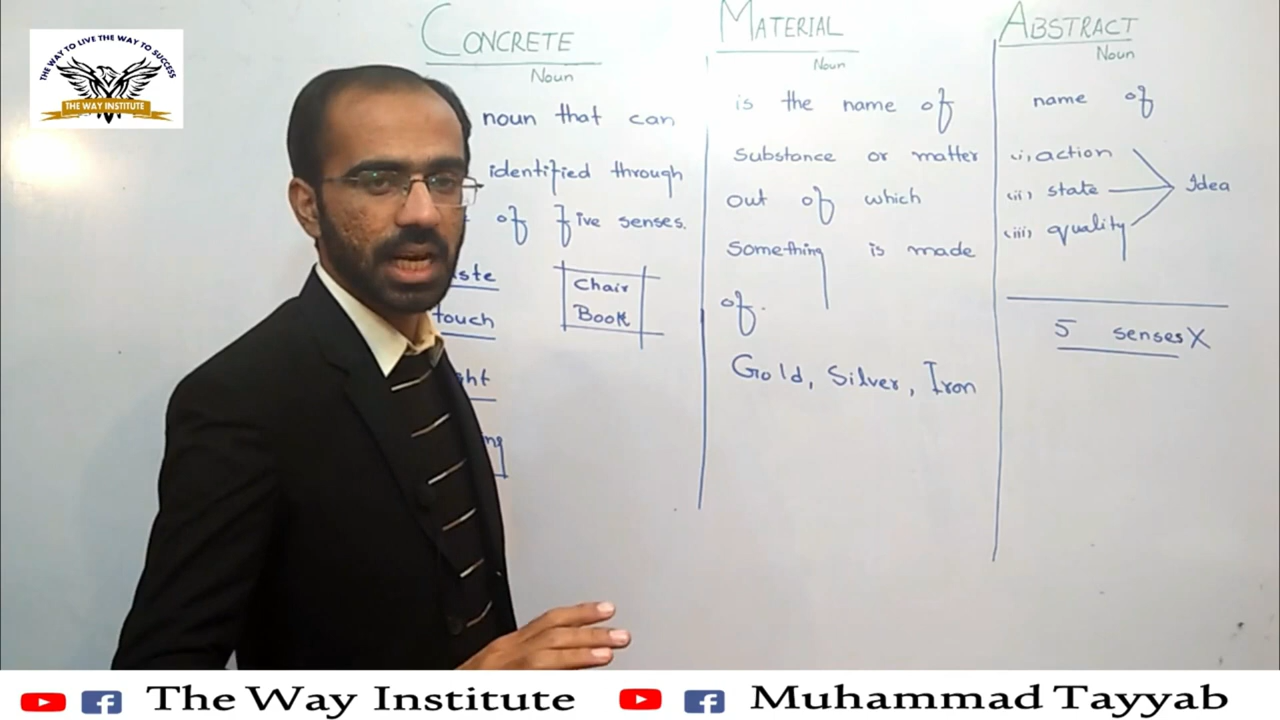 THE WAY TO LIVE THE WAY TO SUCCESS
THE WAY INSTITUTE
CONCRETE
Noun
noun that can
identified through
of five senses.
touch
Chair
Book
MATERIAL
Noun
is the name of
Substance or matter
out of which
Something is made
of.
Gold, Silver, Iron
ABSTRACT
Noun
name of
(i) action
(ii) state
(iii) quality
Idea
5 senses X
The Way Institute
Muhammad Tayyab